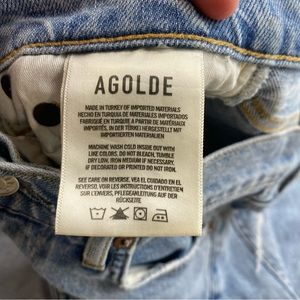 AGOLDE
MADE IN TURKEY OF IMPORTED MATERIALS
HECHO EN TURQUIA DE MATERIALES IMPORTADOS
FABRIQUÉ EN TURQUIE A PARTIR DE MATÉRIAUX
IMPORTÉS, IN DER TÜRKEI HERGESTELLT MIT
IMPORTIERTEN MATERIALIEN
MACHINE WASH COLD INSIDE OUT WITH
LIKE COLORS. DO NOT BLEACH, TUMBLE
DRY LOW, IRON MEDIUM IF NECESSARY
IF DECORATED OR PRINTED DO NOT IRON.
SEE CARE ON REVERSE. VEA EL CUIDADO EN EL
REVERSO, VOIR LES INSTRUCTIONS D'ENTRETIEN
SUR L'ENVERS. PFLEGEHINWEISE AUF DER
RÜCKSEITE